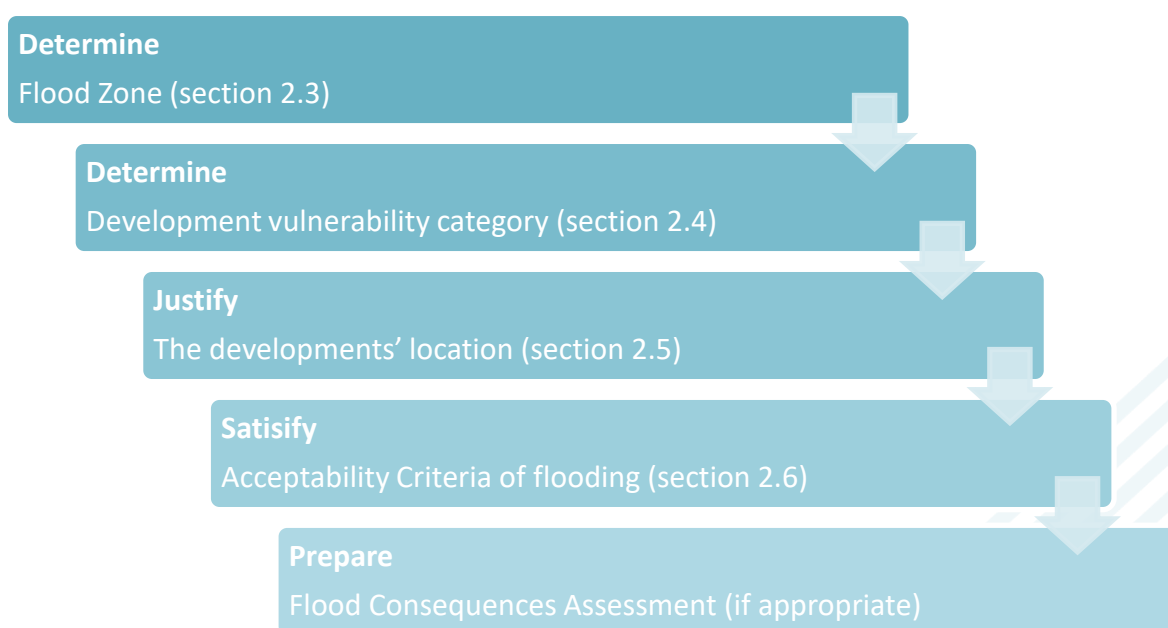 Determine
Flood Zone (section 2.3)
Determine
Development vulnerability category (section 2.4)
Justify
The developments’ location (section 2.5)
Satisify
Acceptability Criteria of flooding (section 2.6)
Prepare
Flood Consequences Assessment (if appropriate)